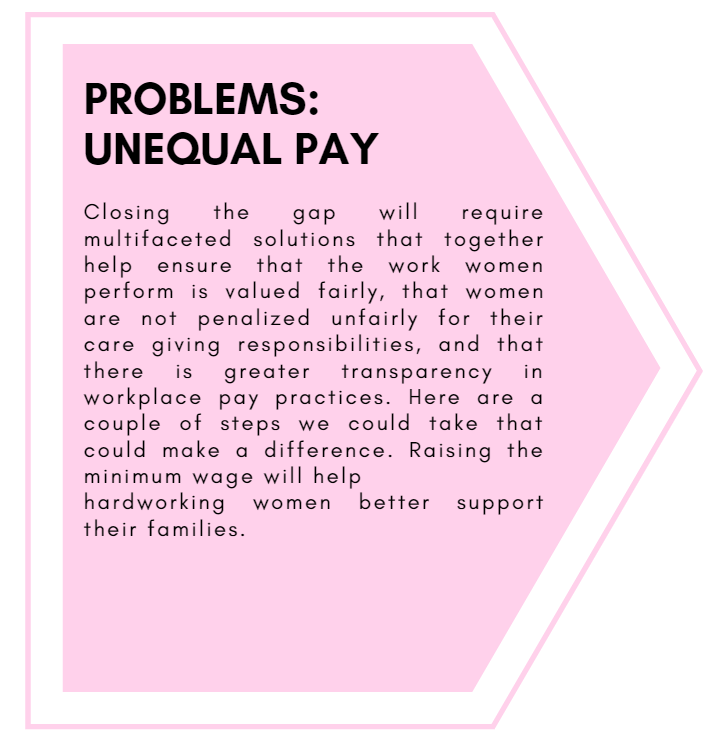 PROBLEMS:
UNEQUAL PAY
Closing the gap will require
multifaceted solutions that together
help ensure that the work women
perform is valued fairly, that women
are not penalized unfairly for their
care giving responsibilities, and that
there is greater transparency in
workplace pay practices. Here are a
couple of steps we could take that
could make a difference. Raising the
minimum wage will help
hardworking women better support
their families.